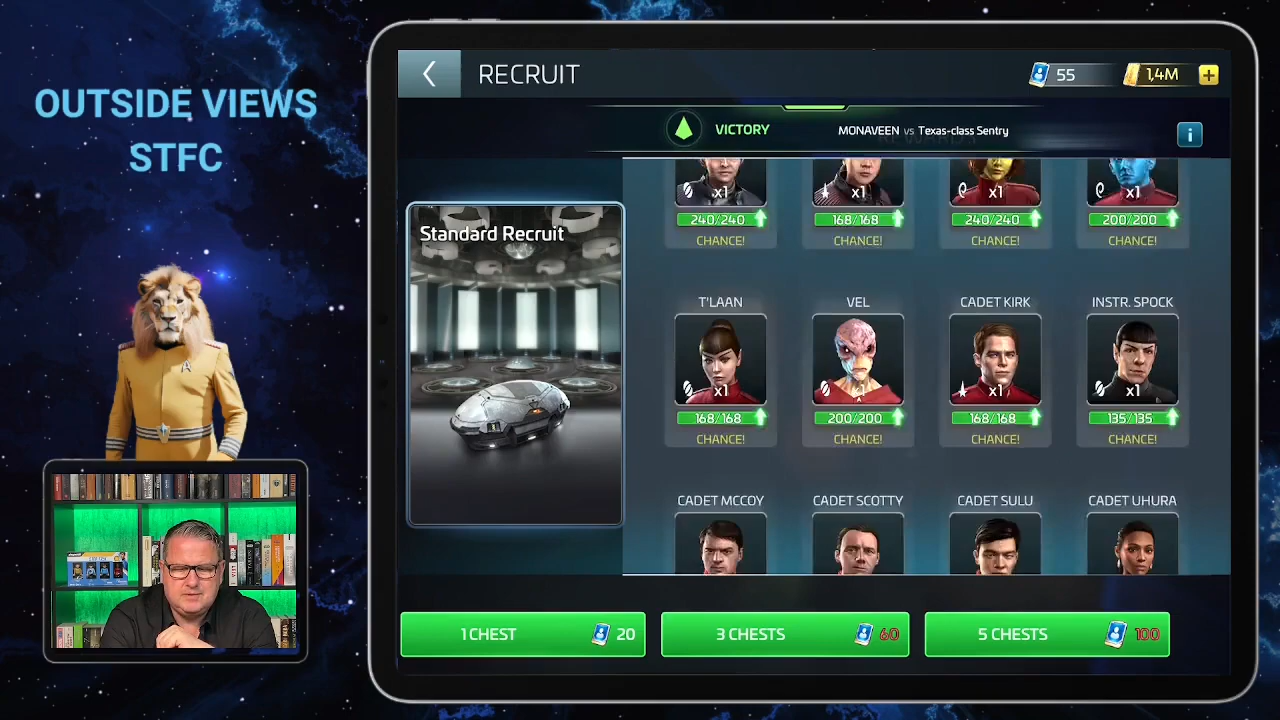 OUTSIDE VIEWS
STFC
RECRUIT
55
1,4M
VICTORY
MONAVEEN vs Texas-class Sentry
i
Standard Recruit
x1 x1 x1 x1
240/240 168/168 240/240 200/200
CHANCE! CHANCE! CHANCE! CHANCE!
T'LAAN VEL CADET KIRK INSTR. SPOCK
x1 x1 x1 x1
168/168 200/200 168/168 135/135
CHANCE! CHANCE! CHANCE! CHANCE!
CADET MCCOY CADET SCOTTY CADET SULU CADET UHURA
1 CHEST 20
3 CHESTS 60
5 CHESTS 100